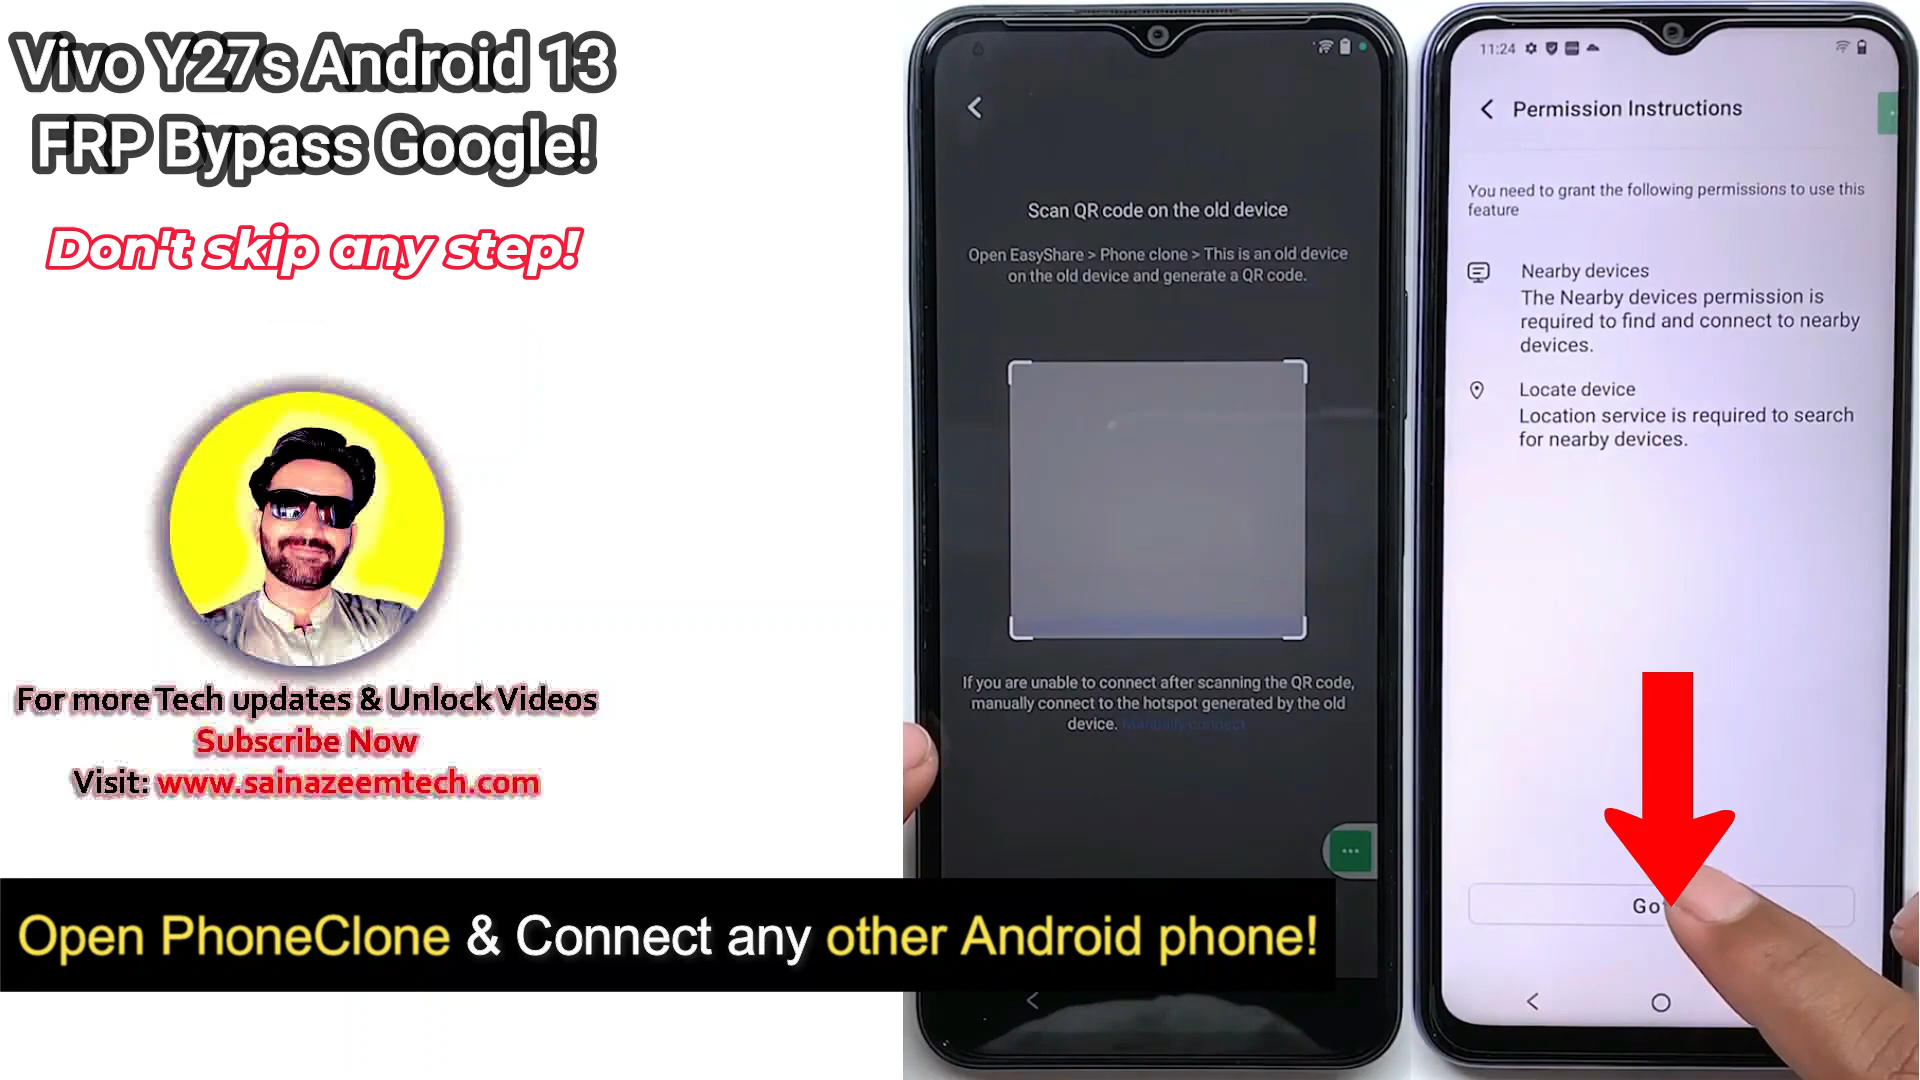 Vivo Y27s Android 13
FRP Bypass Google!
Don't skip any step!
For more Tech updates & Unlock Videos
Subscribe Now
Visit: www.sainazeemtech.com
Open PhoneClone & Connect any other Android phone!
Scan QR code on the old device
Open EasyShare > Phone clone > This is an old device
on the old device and generate a QR code.
If you are unable to connect after scanning the QR code,
manually connect to the hotspot generated by the old
device. Manually connect
11:24
Permission Instructions
You need to grant the following permissions to use this
feature
Nearby devices
The Nearby devices permission is
required to find and connect to nearby
devices.
Locate device
Location service is required to search
for nearby devices.